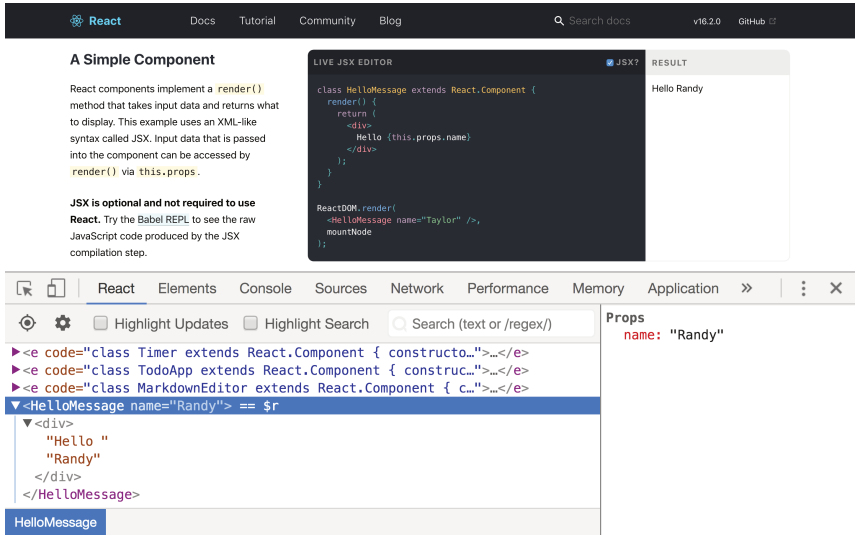 React Docs Tutorial Community Blog Search docs v16.2.0 GitHub
A Simple Component
React components implement a render()
method that takes input data and returns what
to display. This example uses an XML-like
syntax called JSX. Input data that is passed
into the component can be accessed by
render() via this.props.
JSX is optional and not required to use
React. Try the Babel REPL to see the raw
JavaScript code produced by the JSX
compilation step.
LIVE JSX EDITOR JSX?
class HelloMessage extends React.Component {
render() {
return (
<div>
Hello {this.props.name}
</div>
);
}
}
ReactDOM.render(
<HelloMessage name="Taylor" />,
mountNode
);
RESULT
Hello Randy
React Elements Console Sources Network Performance Memory Application »
Highlight Updates Highlight Search Search (text or /regex/)
<e code="class Timer extends React.Component { constructo…">…</e>
<e code="class TodoApp extends React.Component { construc…">…</e>
<e code="class MarkdownEditor extends React.Component { c…">…</e>
<HelloMessage name="Randy"> == $r
<div>
"Hello "
"Randy"
</div>
</HelloMessage>
HelloMessage
Props
name: "Randy"